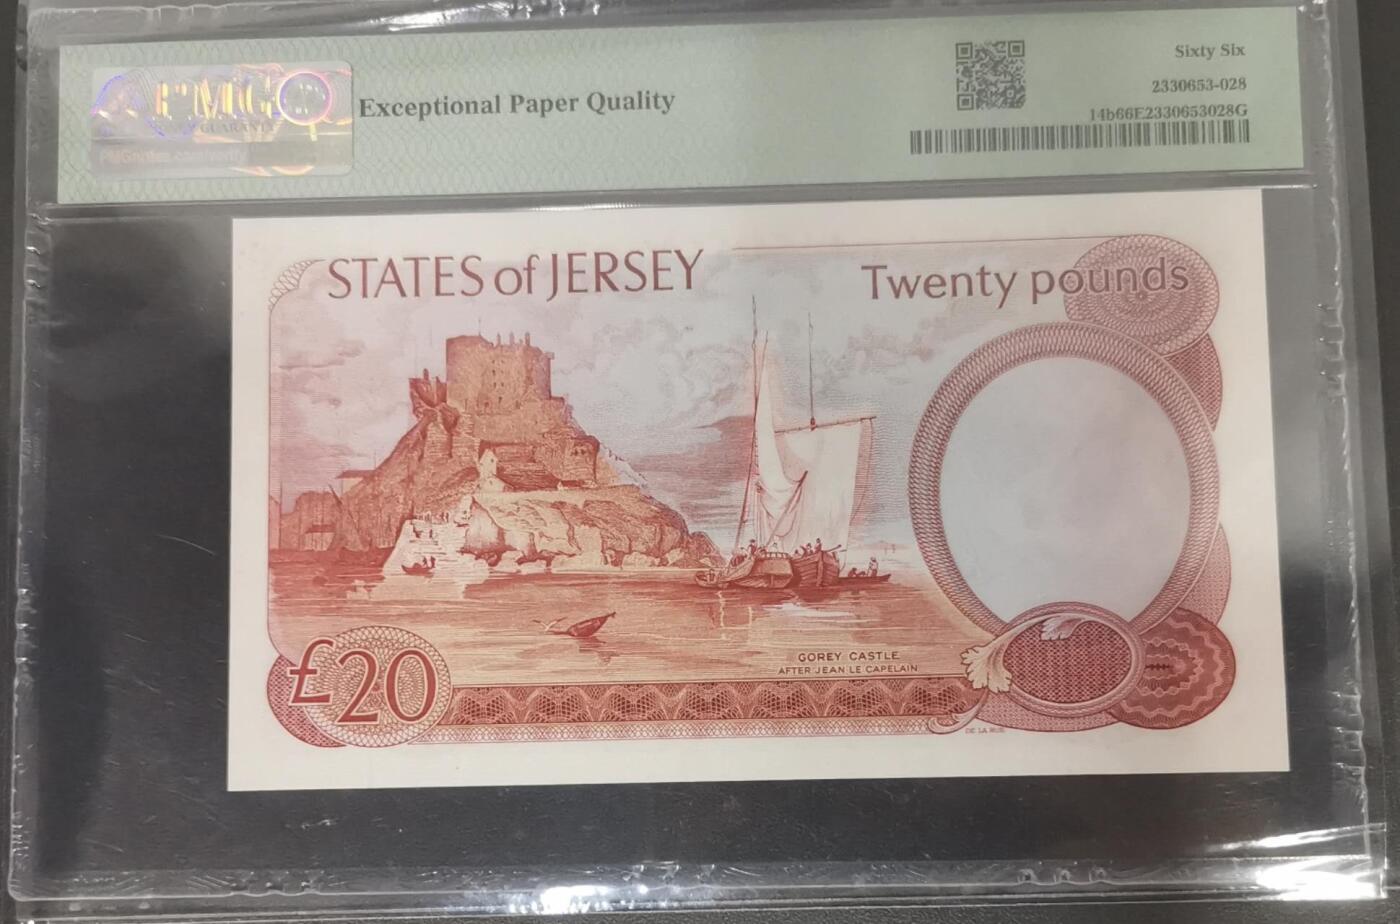 PMG
GUARANTY
Exceptional Paper Quality
Sixty Six
2330653-028
14b66E2330653028G
STATES of JERSEY
Twenty pounds
GOREY CASTLE
AFTER JEAN LE CAPELAIN
£20
DE LA RUE